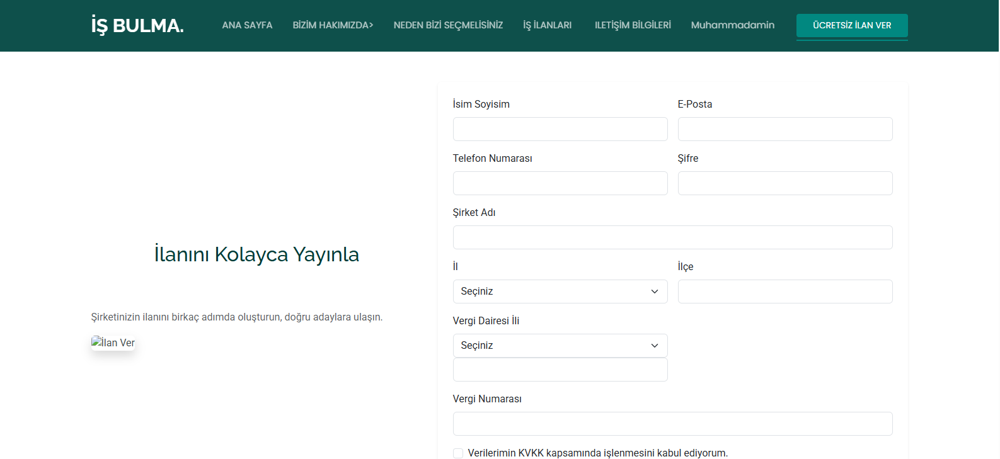 İŞ BULMA.
ANA SAYFA
BİZİM HAKIMIZDA>
NEDEN BİZİ SEÇMELİSİNİZ
İŞ İLANLARI
ILETİŞİM BİLGİLERİ
Muhammadamin
ÜCRETSİZ İLAN VER
İlanını Kolayca Yayınla
Şirketinizin ilanını birkaç adımda oluşturun, doğru adaylara ulaşın.
İlan Ver
İsim Soyisim
E-Posta
Telefon Numarası
Şifre
Şirket Adı
İl
İlçe
Seçiniz
Vergi Dairesi İli
Seçiniz
Vergi Numarası
Verilerimin KVKK kapsamında işlenmesini kabul ediyorum.